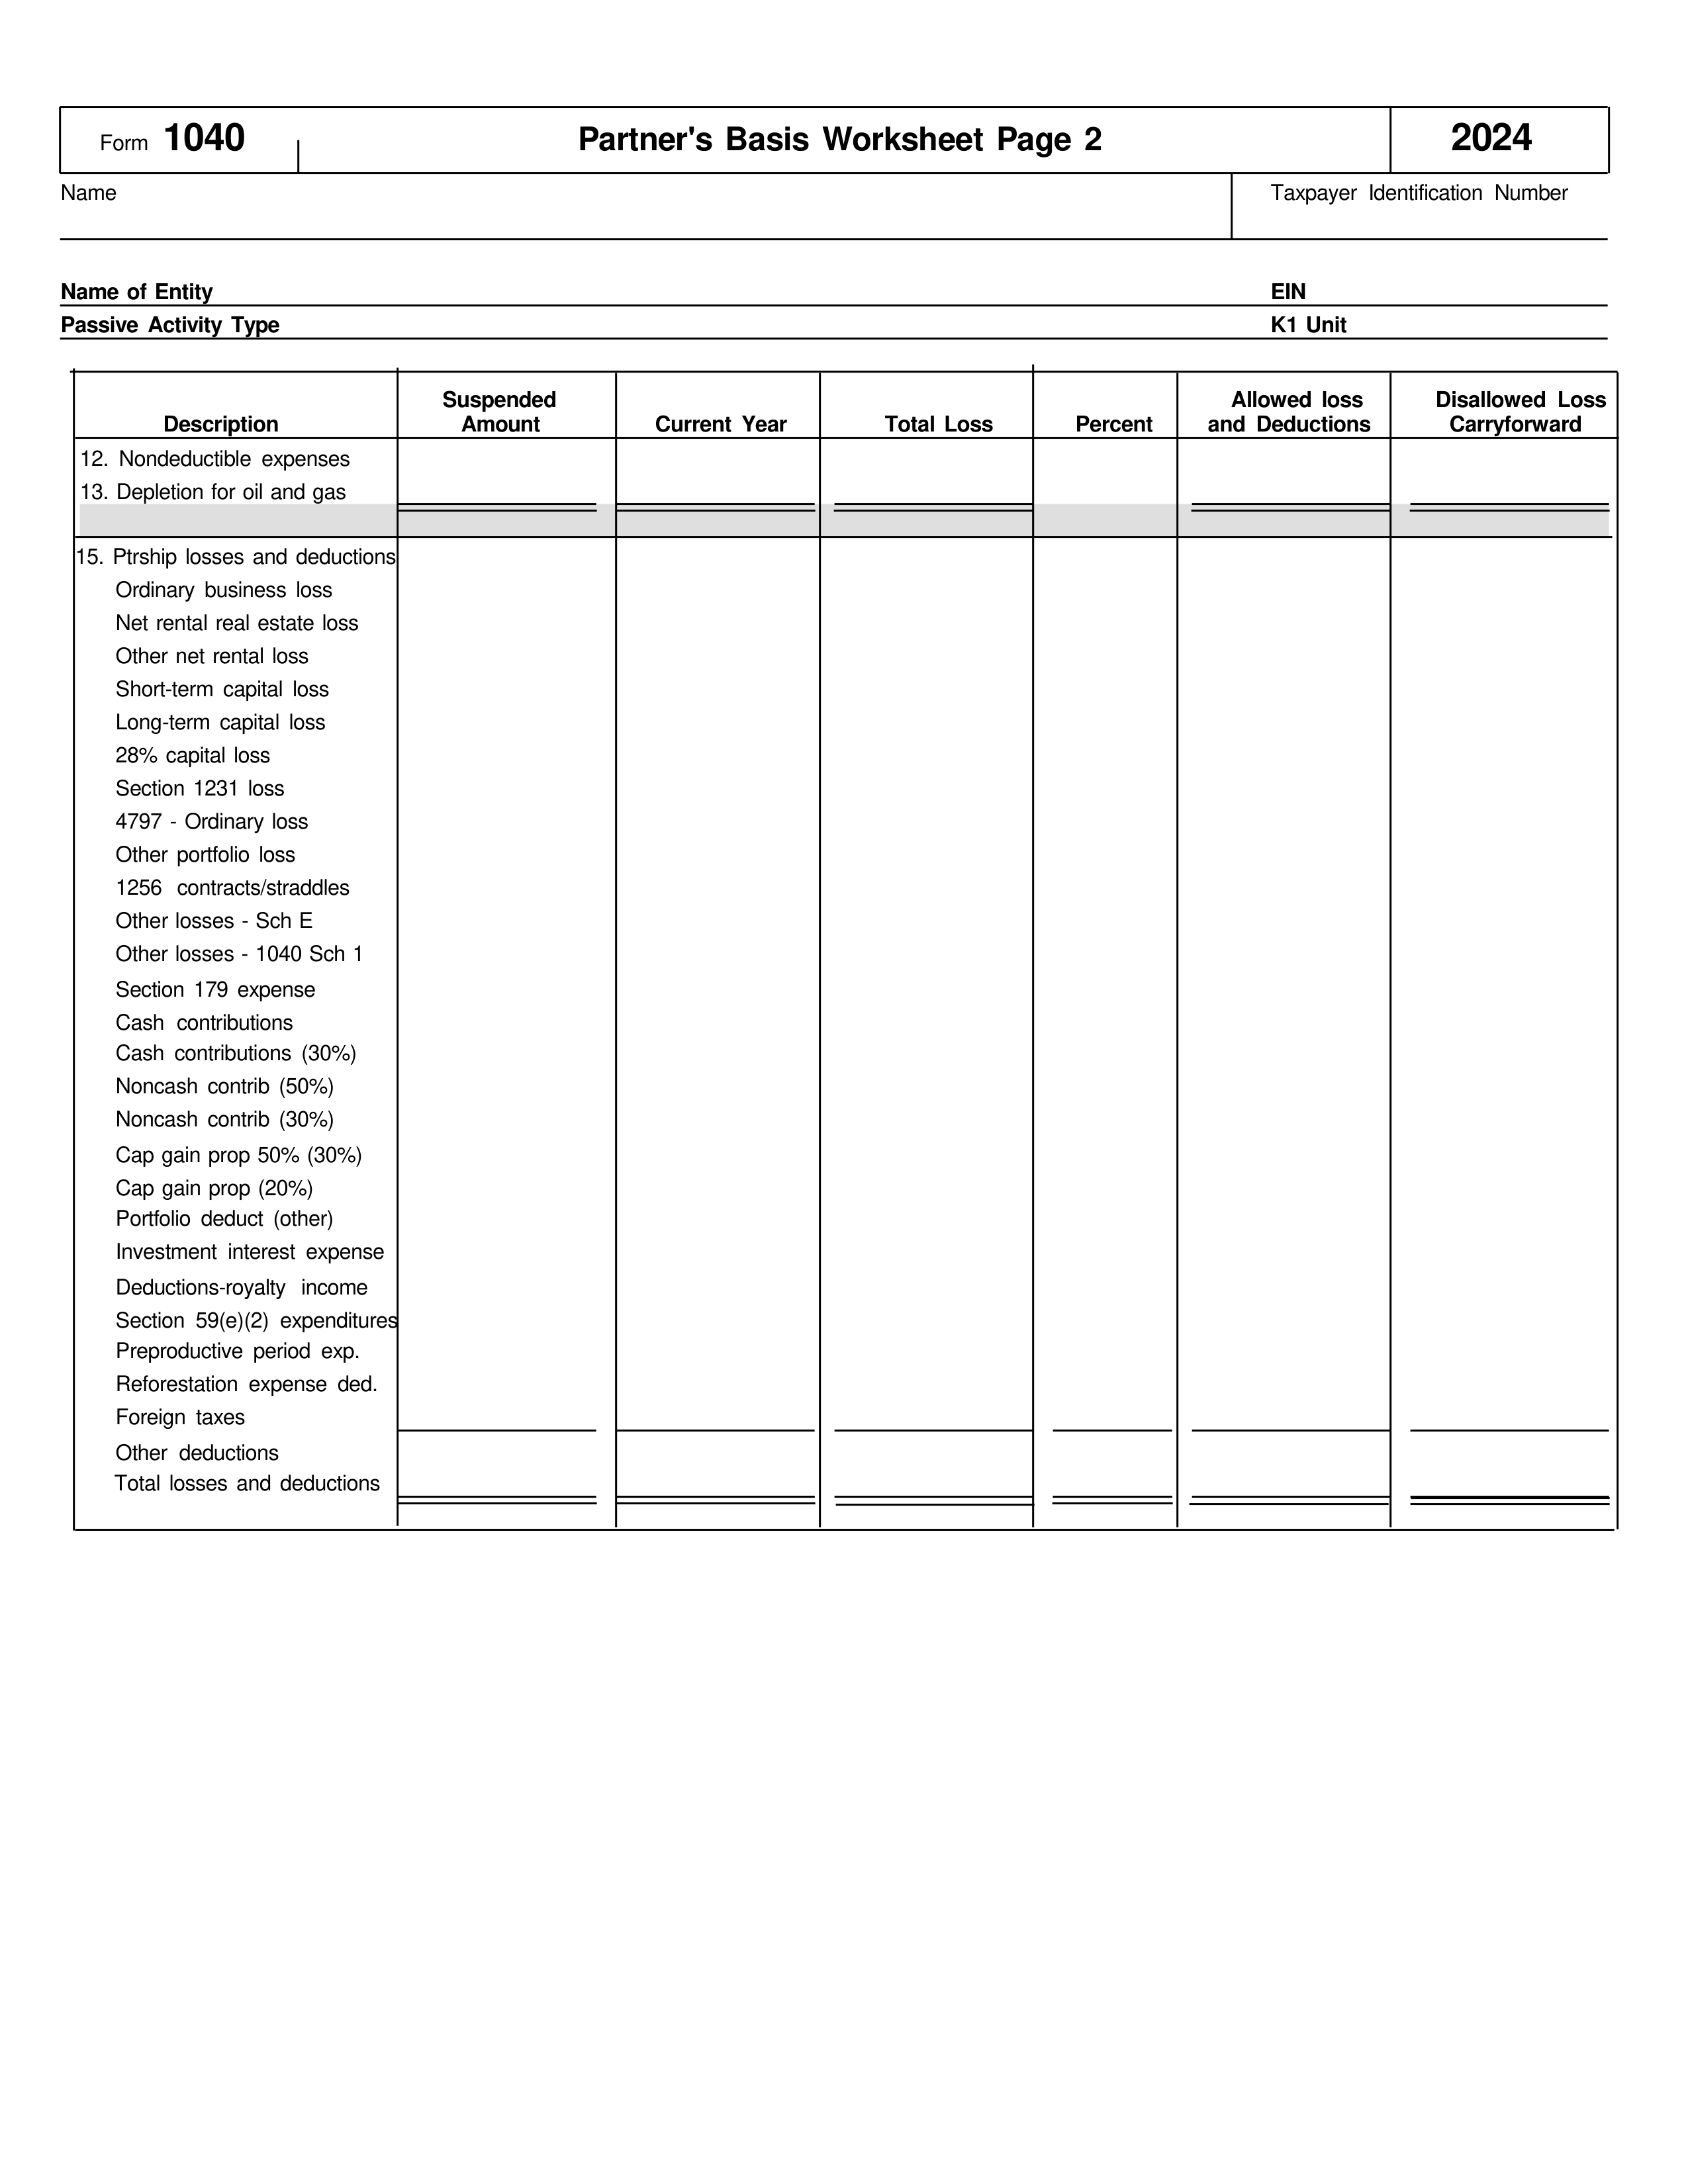 Form 1040 Partner's Basis Worksheet Page 2 2024
Name Taxpayer Identification Number
Name of Entity EIN
Passive Activity Type K1 Unit
Suspended Allowed loss Disallowed Loss
Description Amount Current Year Total Loss Percent and Deductions Carryforward
12. Nondeductible expenses
13. Depletion for oil and gas
15. Ptrship losses and deductions
Ordinary business loss
Net rental real estate loss
Other net rental loss
Short-term capital loss
Long-term capital loss
28% capital loss
Section 1231 loss
4797 - Ordinary loss
Other portfolio loss
1256 contracts/straddles
Other losses - Sch E
Other losses - 1040 Sch 1
Section 179 expense
Cash contributions
Cash contributions (30%)
Noncash contrib (50%)
Noncash contrib (30%)
Cap gain prop 50% (30%)
Cap gain prop (20%)
Portfolio deduct (other)
Investment interest expense
Deductions-royalty income
Section 59(e)(2) expenditures
Preproductive period exp.
Reforestation expense ded.
Foreign taxes
Other deductions
Total losses and deductions